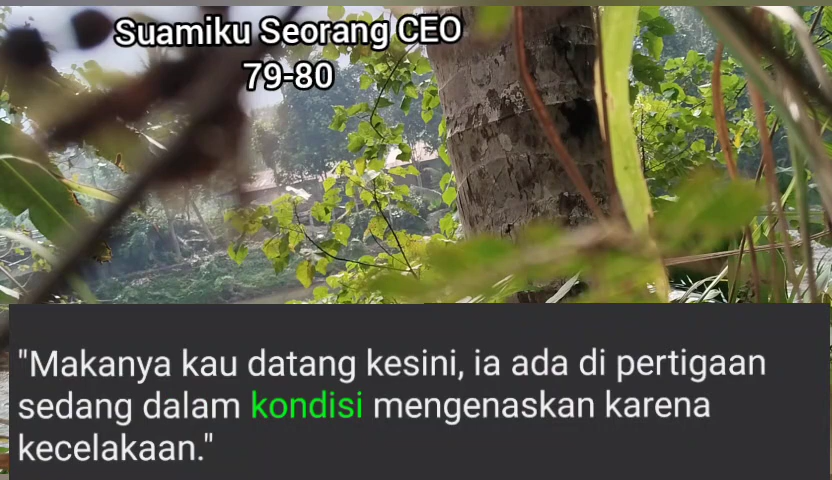 Suamiku Seorang CEO
79-80
"Makanya kau datang kesini, ia ada di pertigaan
sedang dalam kondisi mengenaskan karena
kecelakaan."